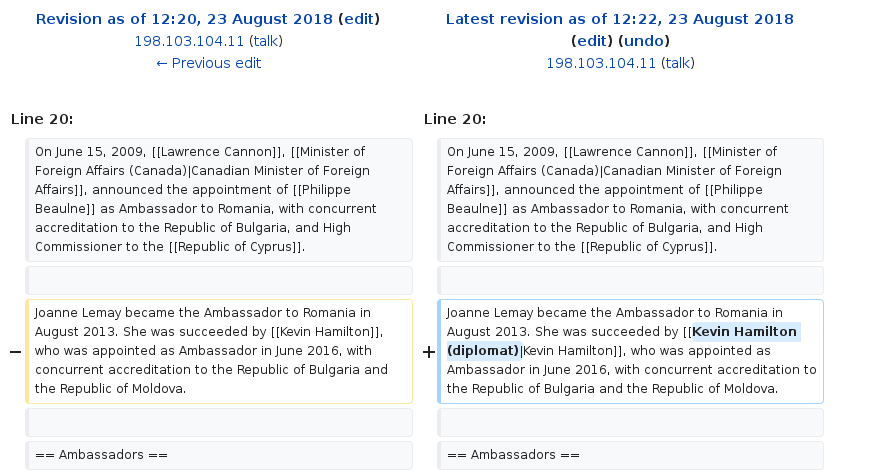 Revision as of 12:20, 23 August 2018 (edit)
198.103.104.11 (talk)
← Previous edit
Latest revision as of 12:22, 23 August 2018
(edit) (undo)
198.103.104.11 (talk)
Line 20:
Line 20:
On June 15, 2009, [[Lawrence Cannon]], [[Minister of
Foreign Affairs (Canada)|Canadian Minister of Foreign
Affairs]], announced the appointment of [[Philippe
Beaulne]] as Ambassador to Romania, with concurrent
accreditation to the Republic of Bulgaria, and High
Commissioner to the [[Republic of Cyprus]].
On June 15, 2009, [[Lawrence Cannon]], [[Minister of
Foreign Affairs (Canada)|Canadian Minister of Foreign
Affairs]], announced the appointment of [[Philippe
Beaulne]] as Ambassador to Romania, with concurrent
accreditation to the Republic of Bulgaria, and High
Commissioner to the [[Republic of Cyprus]].
−
Joanne Lemay became the Ambassador to Romania in
August 2013. She was succeeded by [[Kevin Hamilton]],
who was appointed as Ambassador in June 2016, with
concurrent accreditation to the Republic of Bulgaria and
the Republic of Moldova.
+
Joanne Lemay became the Ambassador to Romania in
August 2013. She was succeeded by [[Kevin Hamilton
(diplomat)|Kevin Hamilton]], who was appointed as
Ambassador in June 2016, with concurrent accreditation to
the Republic of Bulgaria and the Republic of Moldova.
== Ambassadors ==
== Ambassadors ==